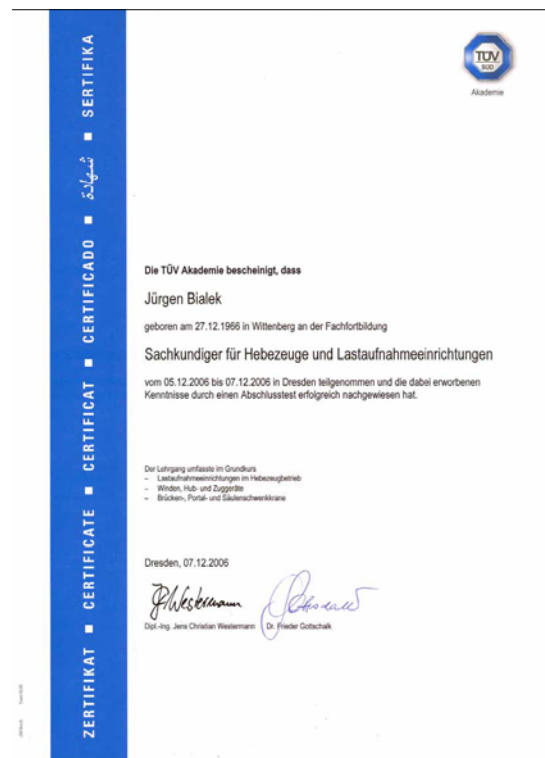 TÜV
SÜD
Akademie
ZERTIFIKAT ■ CERTIFICATE ■ CERTIFICAT ■ CERTIFICADO ■ شهادة ■ SERTIFIKA
Die TÜV Akademie bescheinigt, dass
Jürgen Bialek
geboren am 27.12.1966 in Wittenberg an der Fachfortbildung
Sachkundiger für Hebezeuge und Lastaufnahmeeinrichtungen
vom 05.12.2006 bis 07.12.2006 in Dresden teilgenommen und die dabei erworbenen
Kenntnisse durch einen Abschlusstest erfolgreich nachgewiesen hat.
Der Lehrgang umfasste im Grundkurs
– Lastaufnahmeeinrichtungen im Hebezeugbetrieb
– Winden, Hub- und Zuggeräte
– Brücken-, Portal- und Säulenschwenkkrane
Dresden, 07.12.2006
Dipl.-Ing. Jens Christian Westermann Dr. Frieder Gottschalk